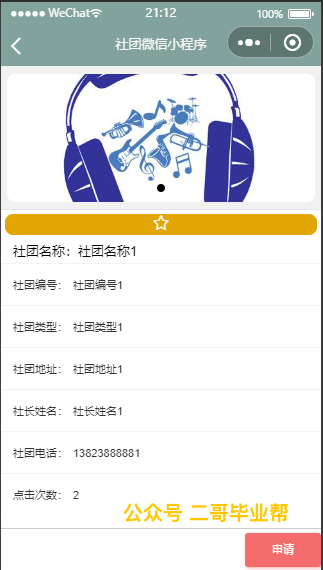 WeChat 21:12 100%
社团微信小程序
社团名称：社团名称1
社团编号： 社团编号1
社团类型： 社团类型1
社团地址： 社团地址1
社长姓名： 社长姓名1
社团电话： 13823888881
点击次数： 2
公众号 二哥毕业帮
申请